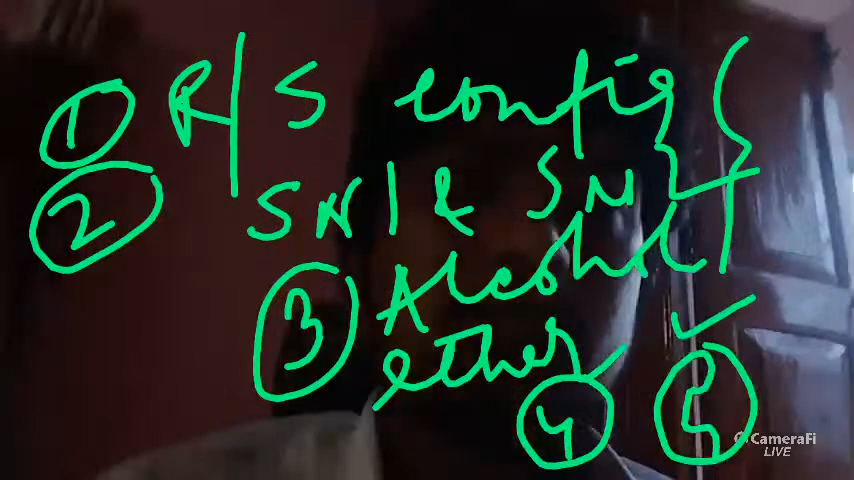 ① R/S config {
② SN1 & SN2
③ Alcohol
ether
④ ⑤
CameraFi
LIVE